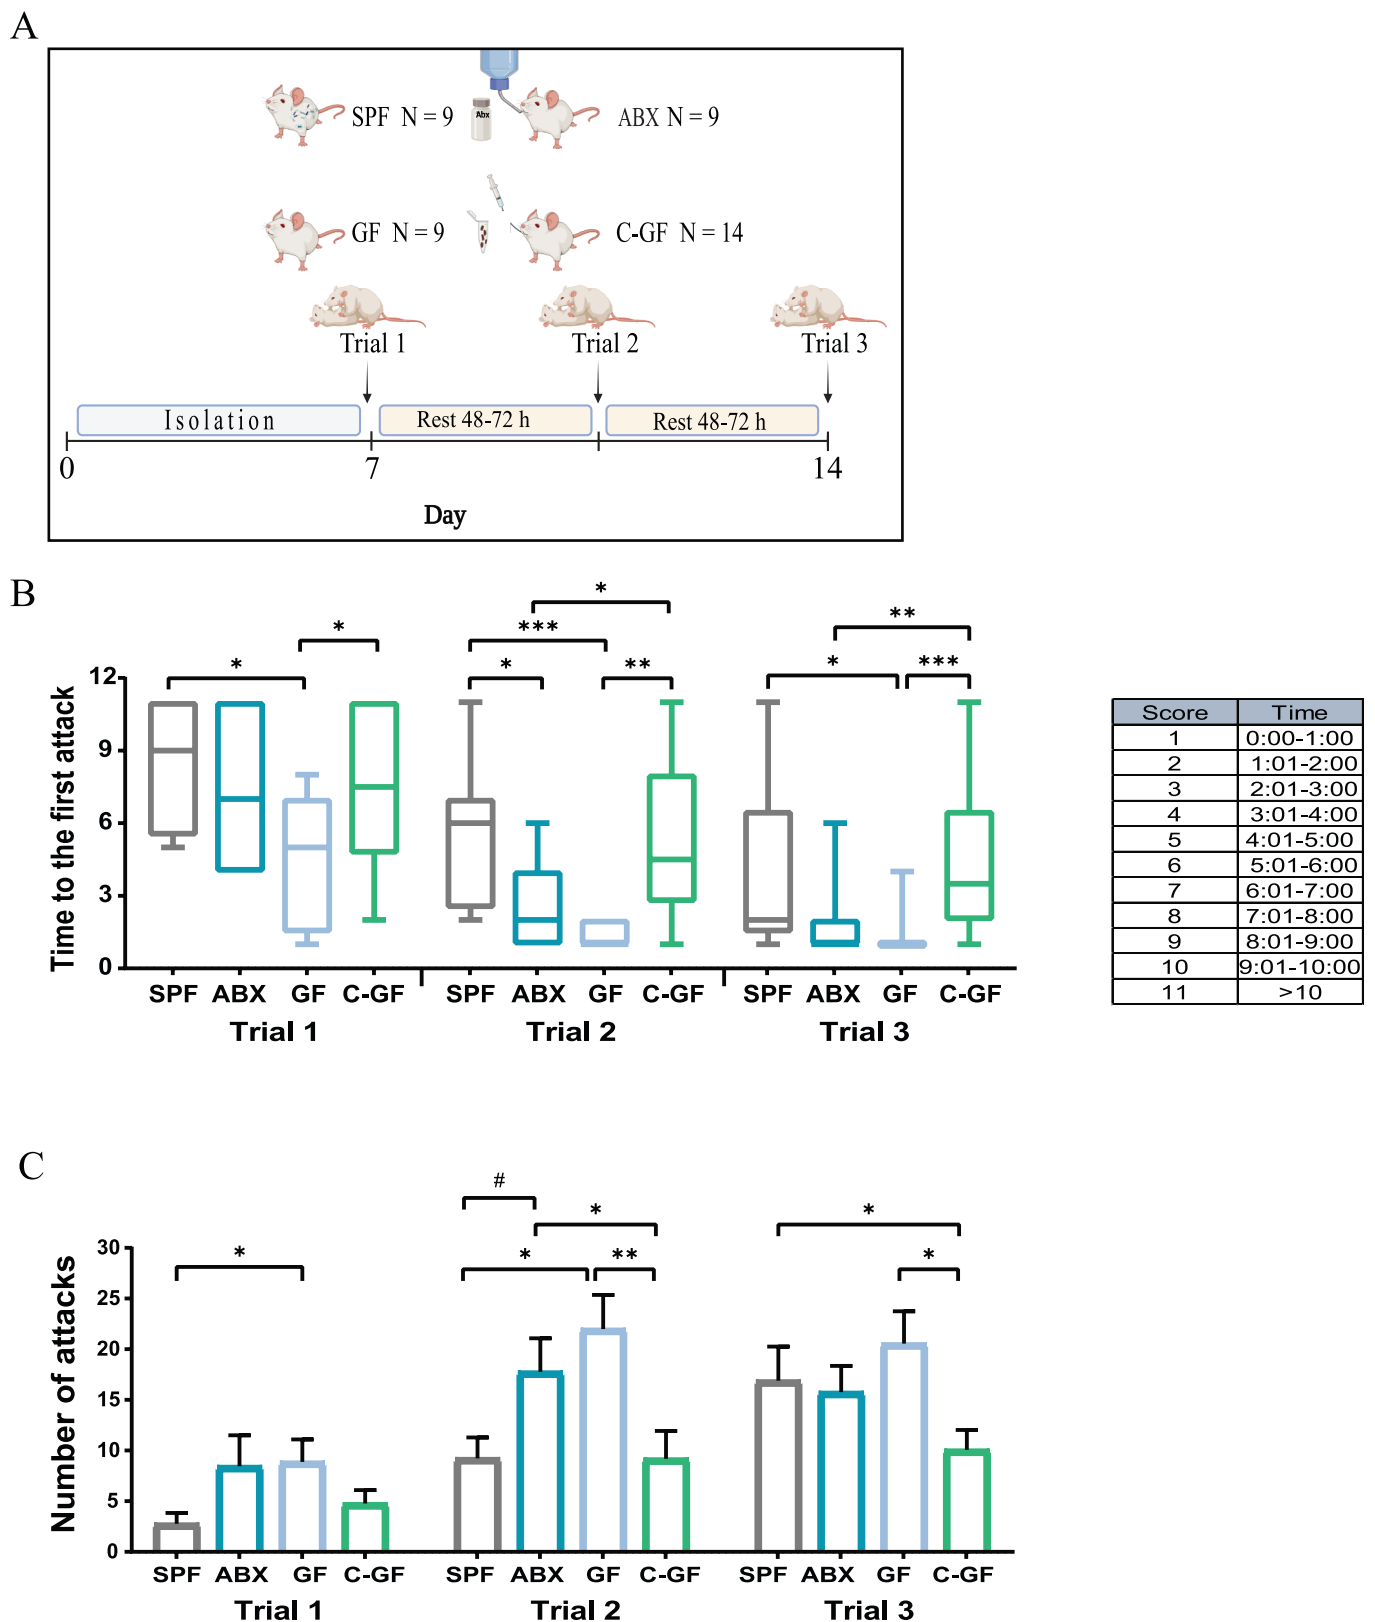 A
SPF N = 9
Abx
ABX N = 9
GF N = 9
C-GF N = 14
Trial 1
Trial 2
Trial 3
Isolation
Rest 48-72 h
Rest 48-72 h
0
7
14
Day
B
Time to the first attack
12
9
6
3
0
*
*
*
***
*
**
**
*
***
SPF ABX GF C-GF
SPF ABX GF C-GF
SPF ABX GF C-GF
Trial 1
Trial 2
Trial 3
Score Time
1 0:00-1:00
2 1:01-2:00
3 2:01-3:00
4 3:01-4:00
5 4:01-5:00
6 5:01-6:00
7 6:01-7:00
8 7:01-8:00
9 8:01-9:00
10 9:01-10:00
11 >10
C
Number of attacks
30
25
20
15
10
5
0
*
#
*
*
**
*
*
SPF ABX GF C-GF
SPF ABX GF C-GF
SPF ABX GF C-GF
Trial 1
Trial 2
Trial 3